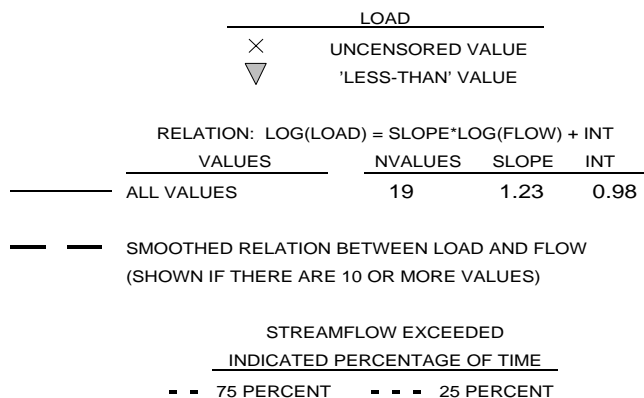 LOAD
UNCENSORED VALUE
'LESS-THAN' VALUE
RELATION: LOG(LOAD) = SLOPE*LOG(FLOW) + INT
VALUES NVALUES SLOPE INT
ALL VALUES 19 1.23 0.98
SMOOTHED RELATION BETWEEN LOAD AND FLOW
(SHOWN IF THERE ARE 10 OR MORE VALUES)
STREAMFLOW EXCEEDED
INDICATED PERCENTAGE OF TIME
75 PERCENT 25 PERCENT